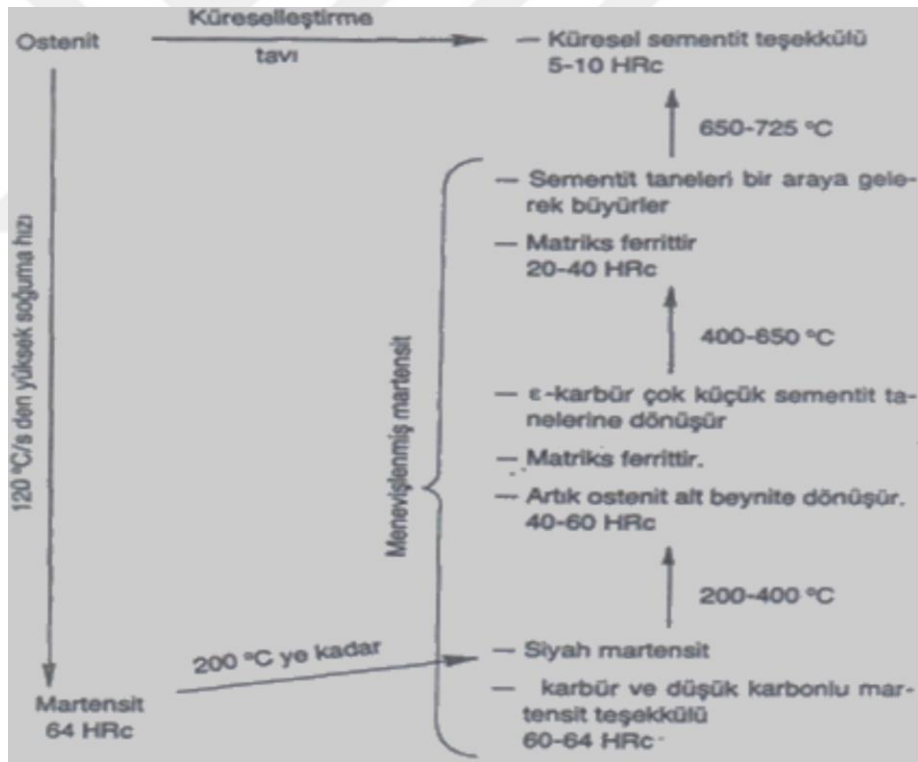 Ostenit
Küreselleştirme
tavı
— Küresel sementit teşekkülü
5-10 HRc
650-725 °C
— Sementit taneleri bir araya gele-
rek büyürler
— Matriks ferrittir
20-40 HRc
400-650 °C
— ε-karbür çok küçük sementit ta-
nelerine dönüşür
— Matriks ferrittir.
— Artık ostenit alt beynite dönüşür.
40-60 HRc
200-400 °C
— Siyah martensit
— karbür ve düşük karbonlu mar-
tensit teşekkülü
60-64 HRc
Menevişlenmiş martensit
200 °C ye kadar
120 °C/s den yüksek soğuma hızı
Martensit
64 HRc